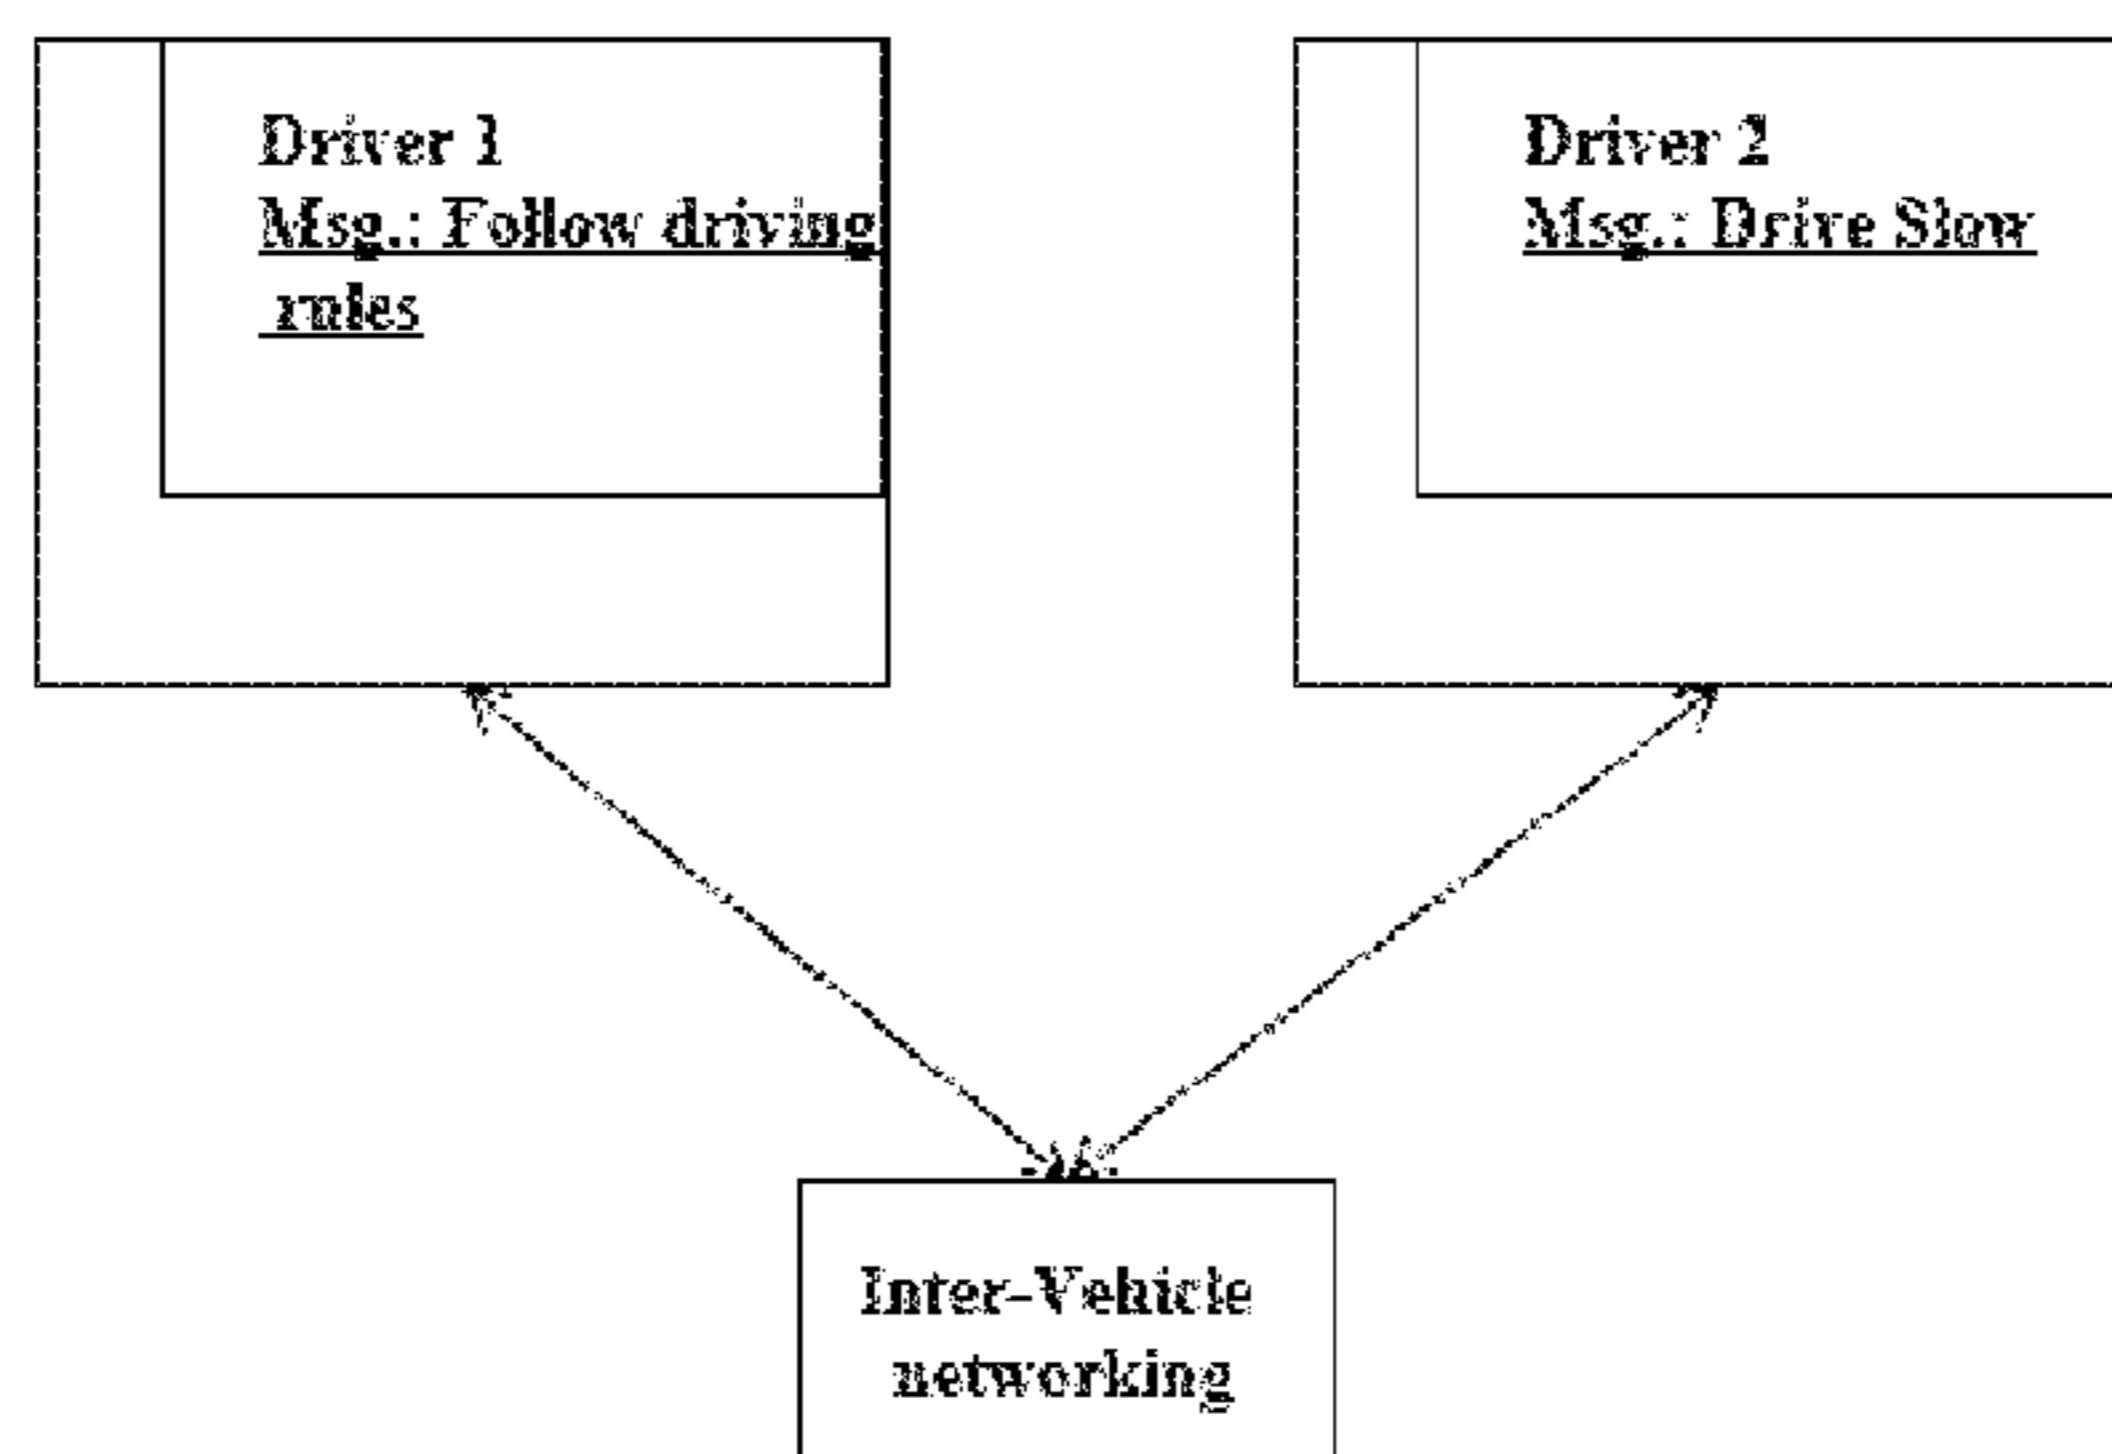 Driver 1
Msg.: Follow driving
rules
Driver 2
Msg.: Drive Slow
Inter-Vehicle
networking